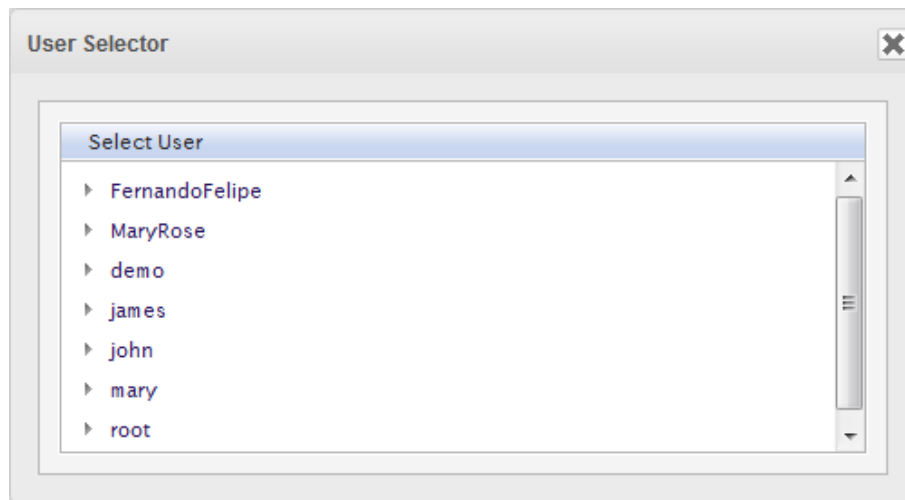 User Selector
Select User
FernandoFelipe
MaryRose
demo
james
john
mary
root